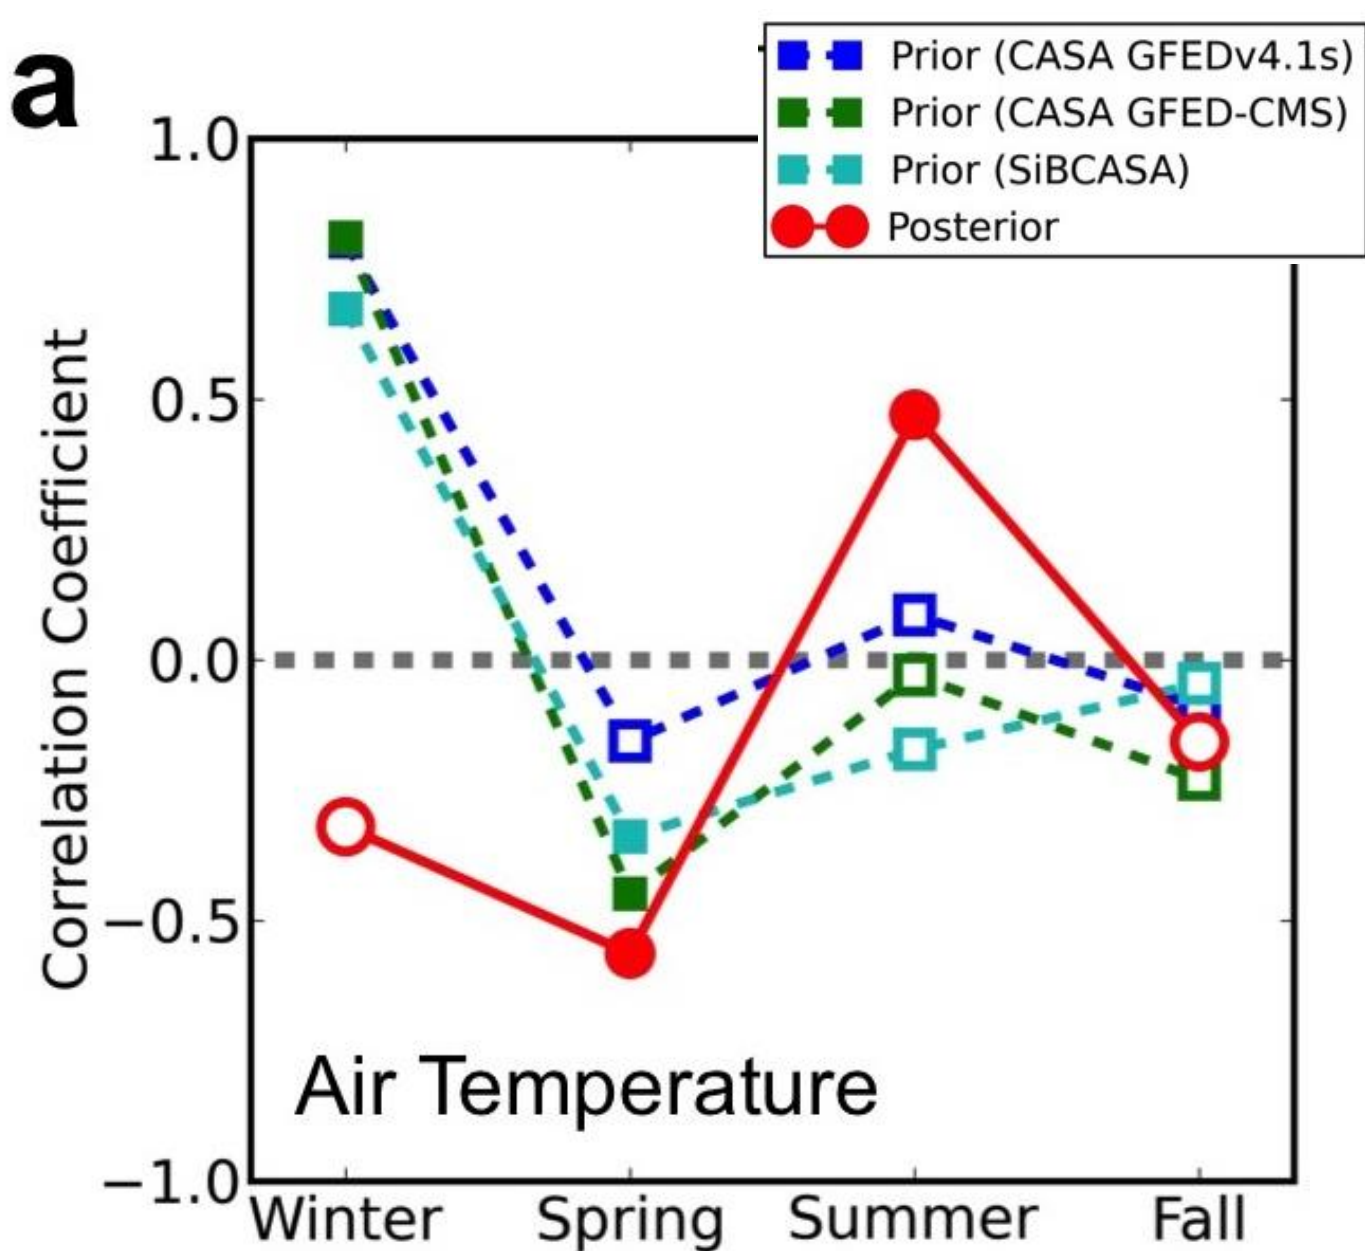 a
Prior (CASA GFEDv4.1s)
Prior (CASA GFED-CMS)
Prior (SiBCASA)
Posterior
1.0
0.5
0.0
−0.5
−1.0
Correlation Coefficient
Air Temperature
Winter Spring Summer Fall